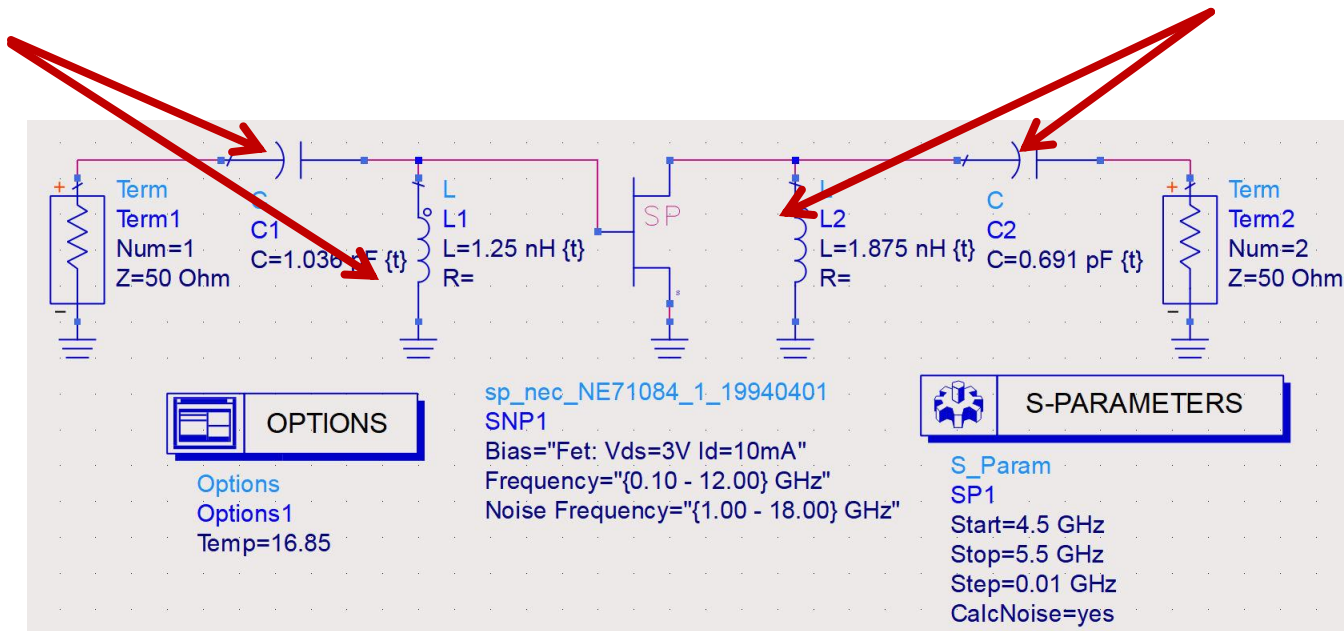 Term
Term1
Num=1
Z=50 Ohm
C
C1
C=1.036 pF {t}
L
L1
L=1.25 nH {t}
R=
SP
L
L2
L=1.875 nH {t}
R=
C
C2
C=0.691 pF {t}
Term
Term2
Num=2
Z=50 Ohm
OPTIONS
Options
Options1
Temp=16.85
sp_nec_NE71084_1_19940401
SNP1
Bias="Fet: Vds=3V Id=10mA"
Frequency="{0.10 - 12.00} GHz"
Noise Frequency="{1.00 - 18.00} GHz"
S-PARAMETERS
S_Param
SP1
Start=4.5 GHz
Stop=5.5 GHz
Step=0.01 GHz
CalcNoise=yes